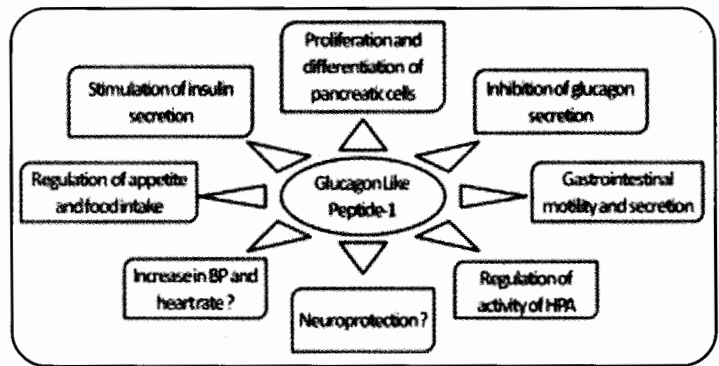 Proliferation and
differentiation of
pancreatic cells
Stimulation of insulin
secretion
Inhibition of glucagon
secretion
Regulation of appetite
and food intake
Glucagon Like
Peptide-1
Gastrointestinal
motility and secretion
Increase in BP and
heart rate ?
Neuroprotection ?
Regulation of
activity of HPA